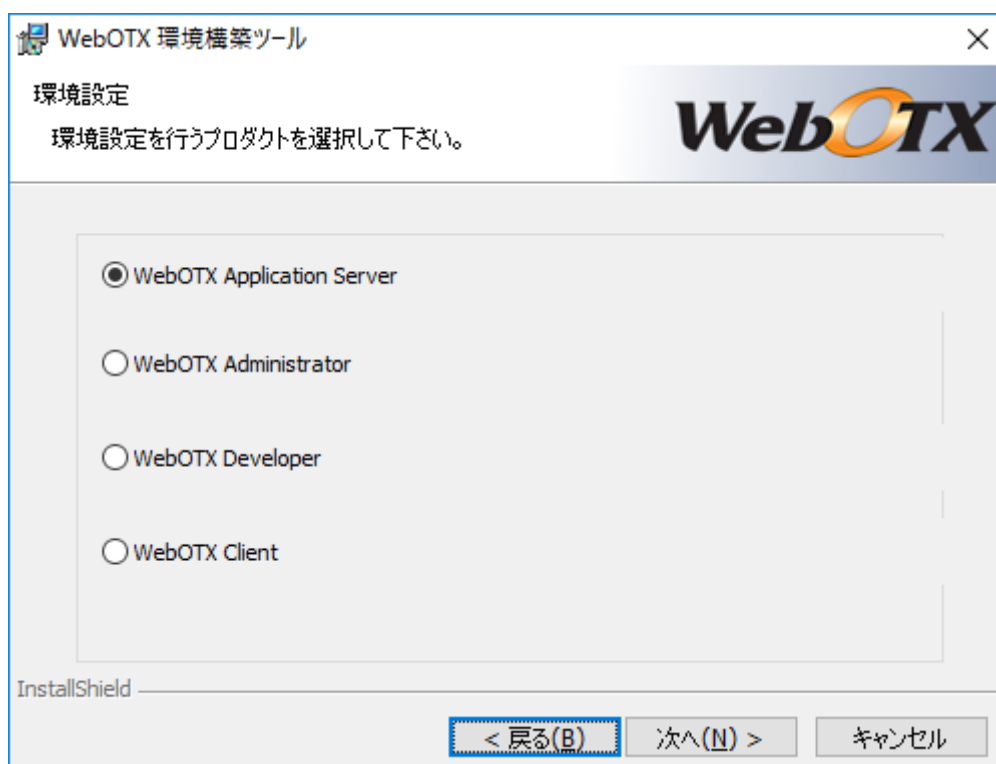 WebOTX 環境構築ツール
環境設定
環境設定を行うプロダクトを選択して下さい。
WebOTX
WebOTX Application Server
WebOTX Administrator
WebOTX Developer
WebOTX Client
InstallShield
< 戻る(B)
次へ(N) >
キャンセル